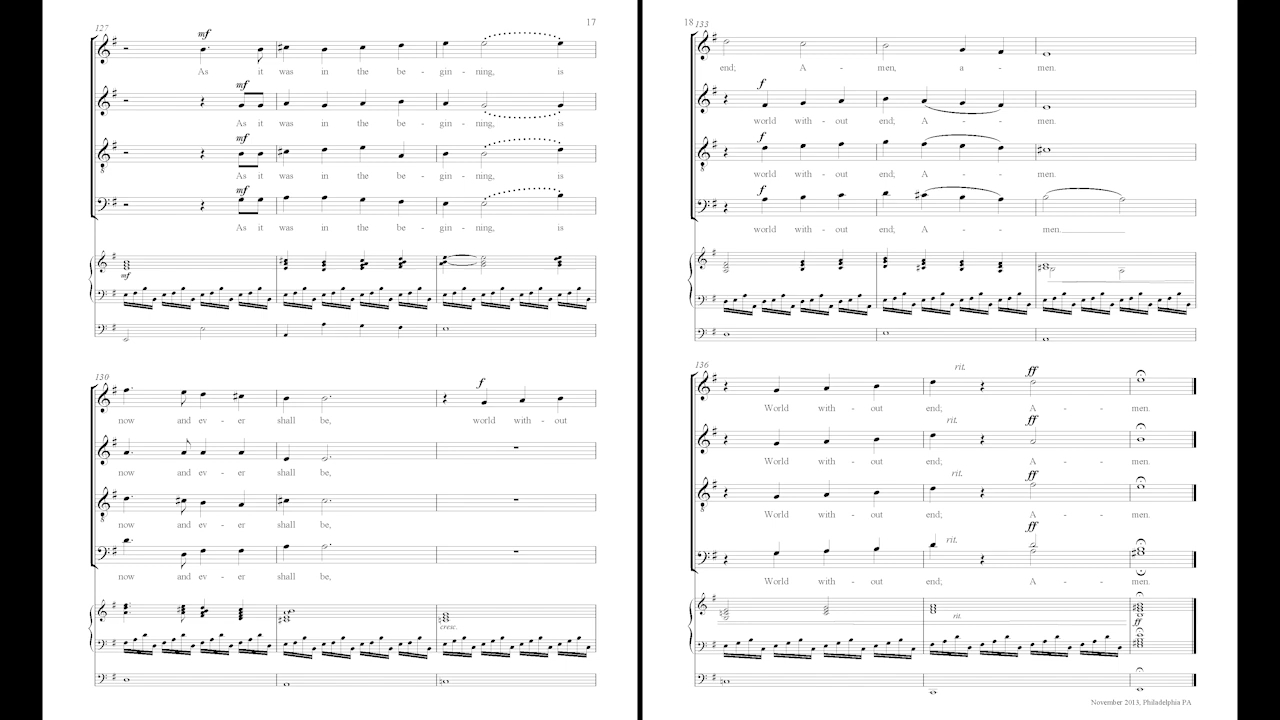 17
127
mf
As it was in the be - gin - ning, is
mf
As it was in the be - gin - ning, is
mf
As it was in the be - gin - ning, is
mf
As it was in the be - gin - ning, is
mf
130
f
now and ev - er shall be, world with - out
now and ev - er shall be,
now and ev - er shall be,
now and ev - er shall be,
cresc.
18
133
end; A - men, a - men.
f
world with - out end; A - men.
f
world with - out end; A - men.
f
world with - out end; A - men.
136
rit. ff
World with - out end; A - men.
rit. ff
World with - out end; A - men.
rit. ff
World with - out end; A - men.
rit. ff
World with - out end; A - men.
rit. ff
November 2013, Philadelphia PA